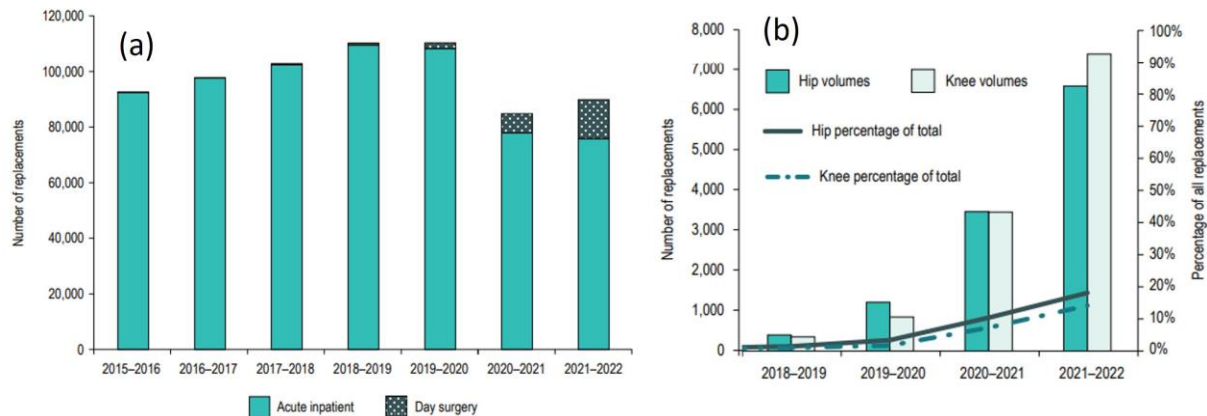 (a)
Number of replacements
120,000
100,000
80,000
60,000
40,000
20,000
0
2015–2016 2016–2017 2017–2018 2018–2019 2019–2020 2020–2021 2021–2022
Acute inpatient Day surgery
(b)
Number of replacements
8,000
7,000
6,000
5,000
4,000
3,000
2,000
1,000
0
Hip volumes Knee volumes
Hip percentage of total
Knee percentage of total
100%
90%
80%
70%
60%
50%
40%
30%
20%
10%
0%
Percentage of all replacements
2018–2019 2019–2020 2020–2021 2021–2022